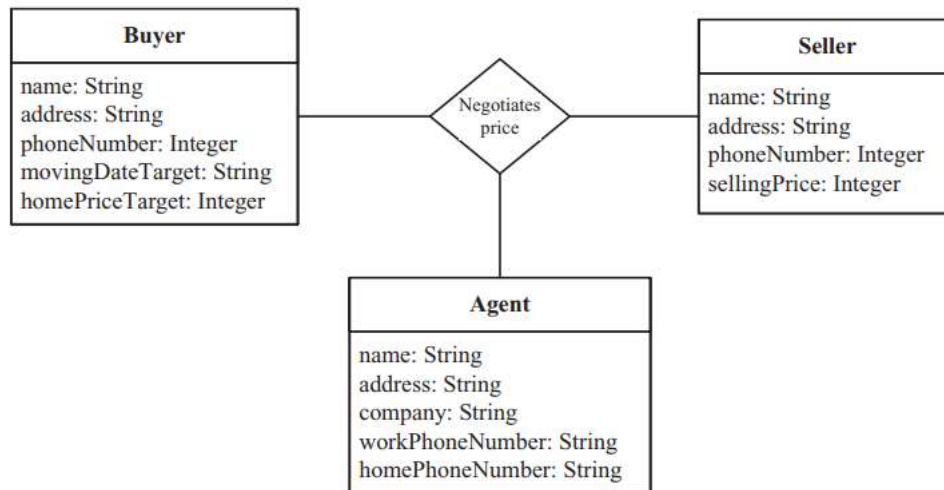 Buyer
name: String
address: String
phoneNumber: Integer
movingDateTarget: String
homePriceTarget: Integer
Negotiates
price
Seller
name: String
address: String
phoneNumber: Integer
sellingPrice: Integer
Agent
name: String
address: String
company: String
workPhoneNumber: String
homePhoneNumber: String